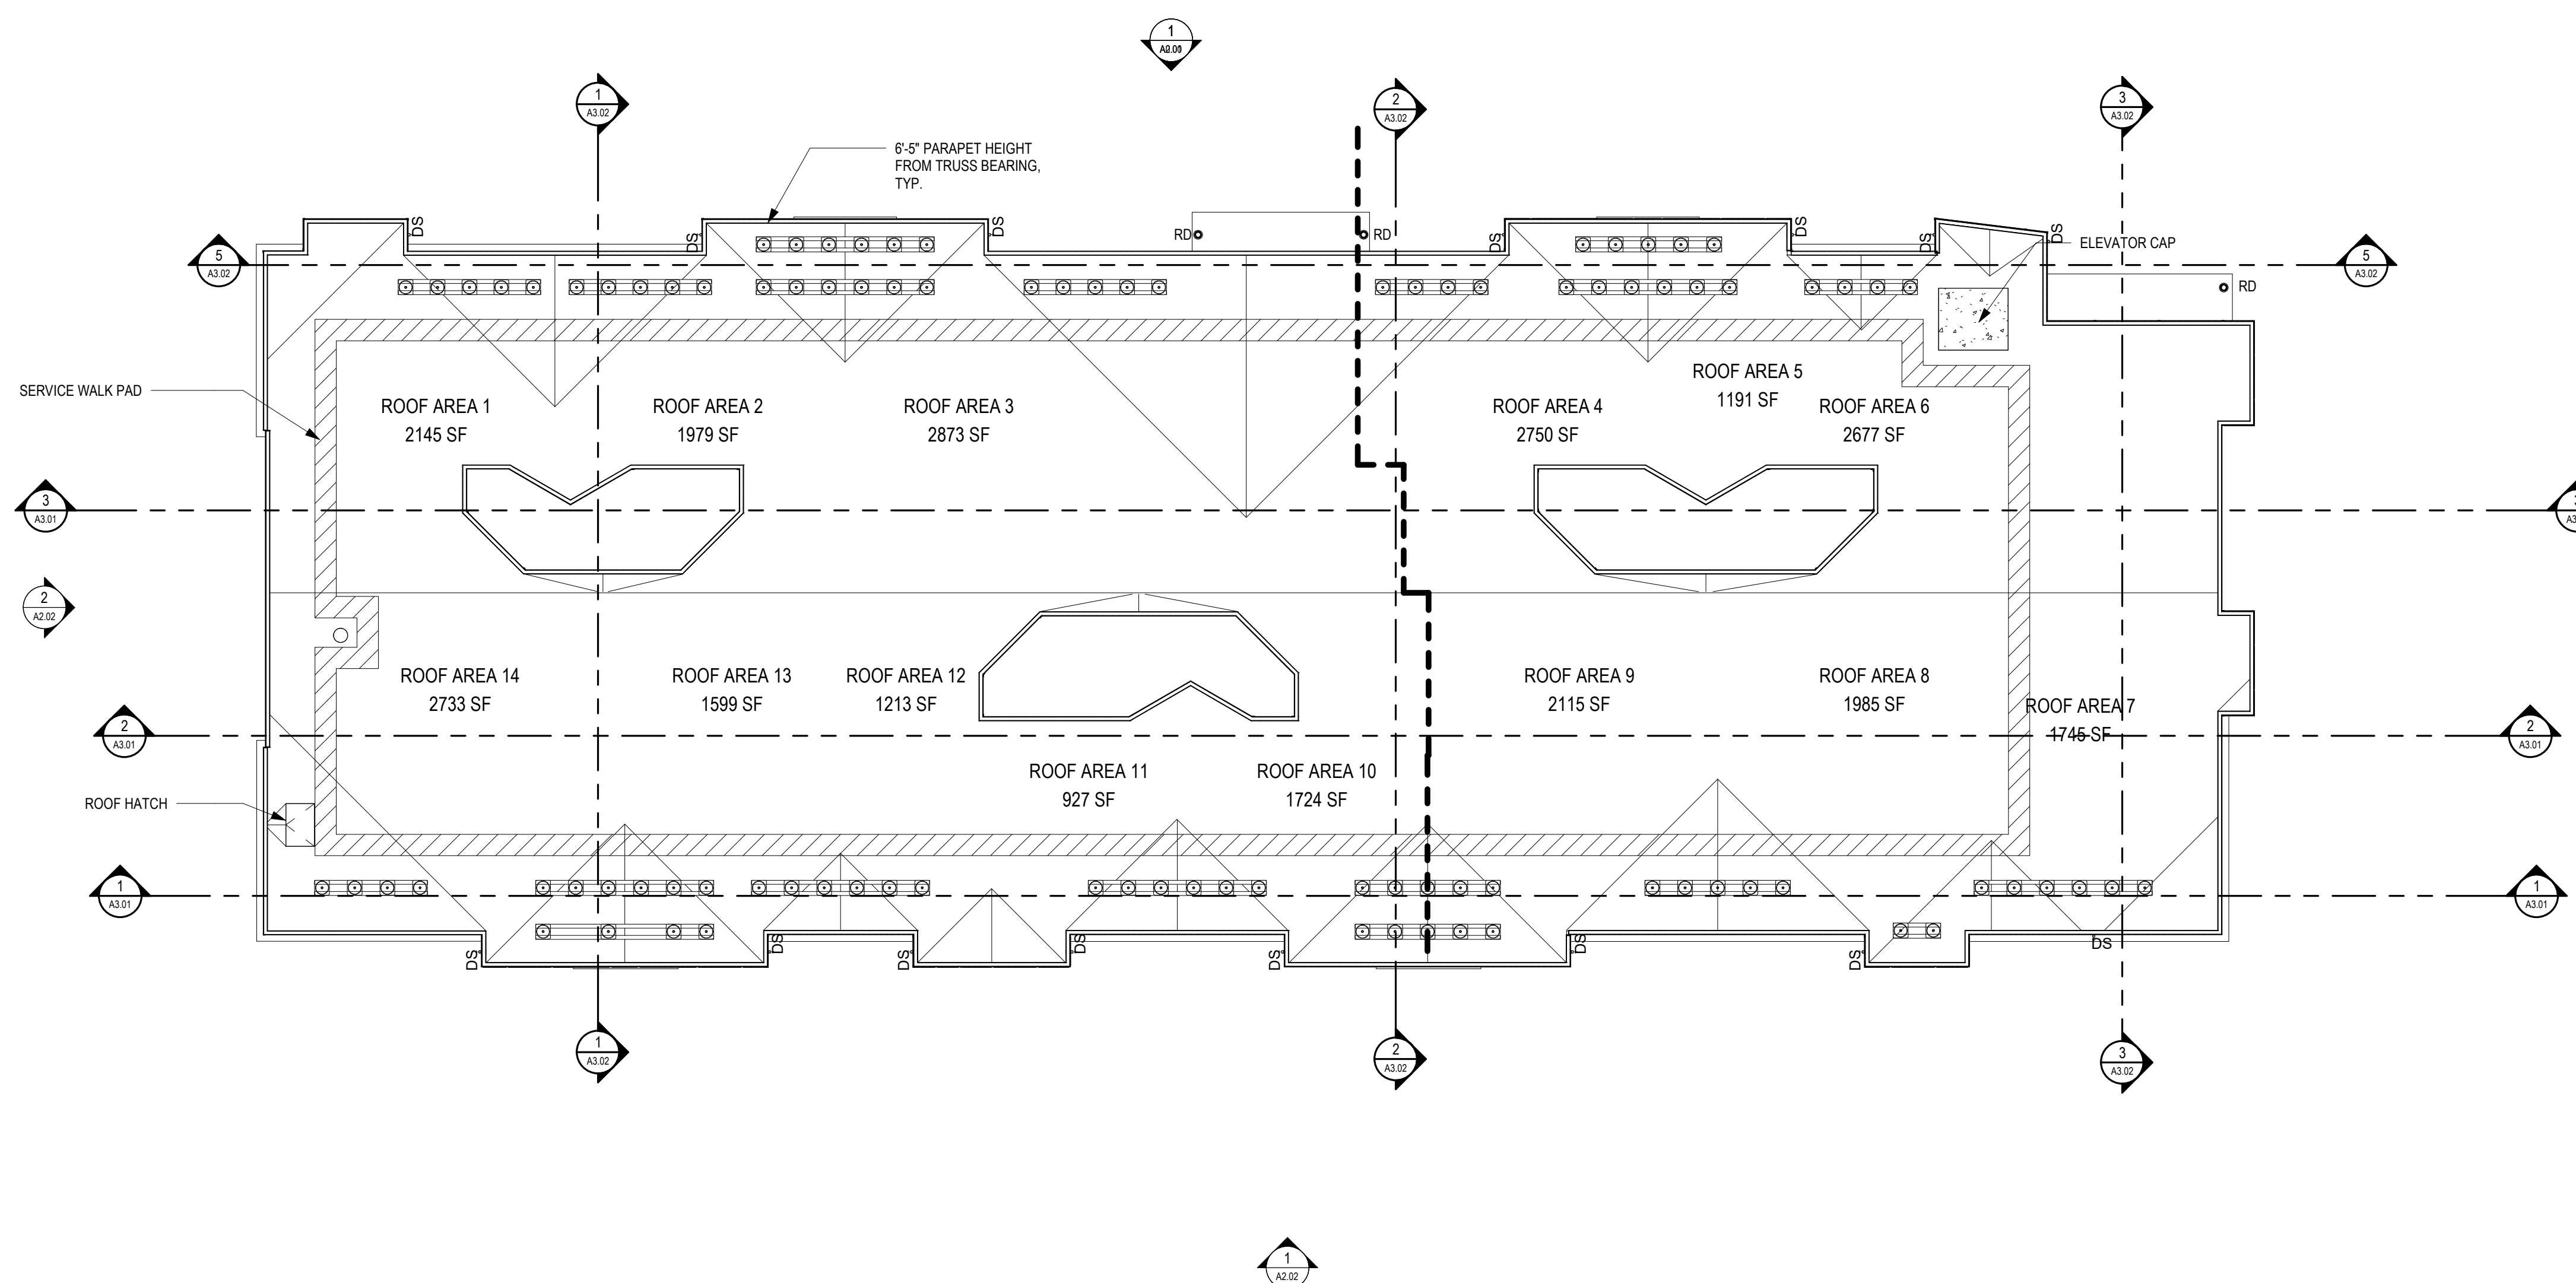 1
A0.00
1
A3.02
2
A3.02
3
A3.02
6'-5" PARAPET HEIGHT
FROM TRUSS BEARING,
TYP.
DS
DS
DS
RD
RD
DS
DS
DS
DS
ELEVATOR CAP
5
A3.02
5
A3.02
RD
SERVICE WALK PAD
ROOF AREA 1
2145 SF
ROOF AREA 2
1979 SF
ROOF AREA 3
2873 SF
ROOF AREA 4
2750 SF
ROOF AREA 5
1191 SF
ROOF AREA 6
2677 SF
3
A3.01
2
A2.02
ROOF AREA 14
2733 SF
ROOF AREA 13
1599 SF
ROOF AREA 12
1213 SF
ROOF AREA 9
2115 SF
ROOF AREA 8
1985 SF
ROOF AREA 7
1745 SF
2
A3.01
2
A3.01
ROOF AREA 11
927 SF
ROOF AREA 10
1724 SF
ROOF HATCH
1
A3.01
1
A3.01
DS
DS
DS
DS
DS
DS
DS
DS
1
A3.02
2
A3.02
3
A3.02
1
A2.02